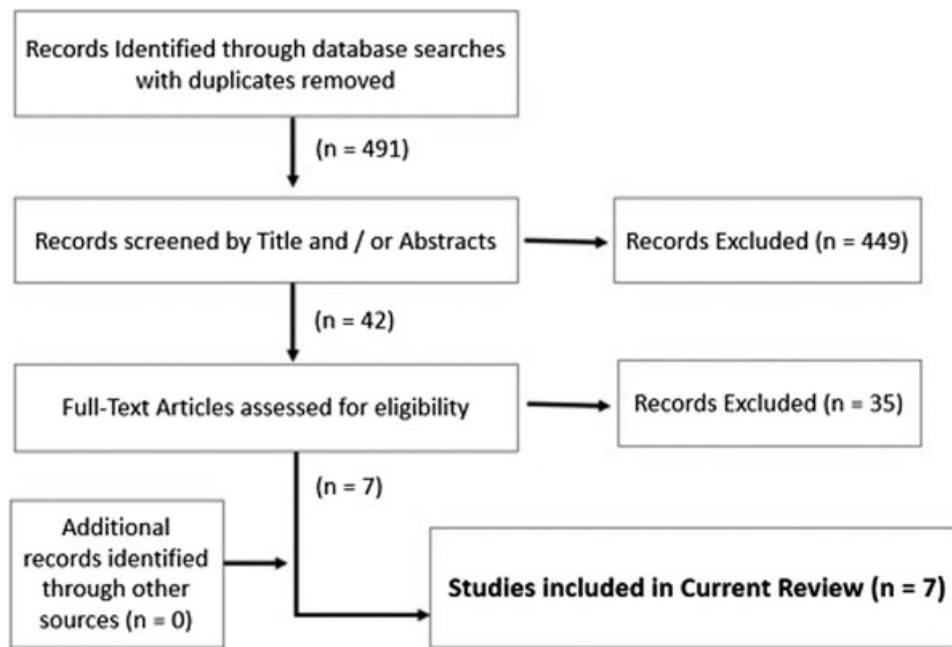 Records Identified through database searches
with duplicates removed
(n = 491)
Records screened by Title and / or Abstracts
Records Excluded (n = 449)
(n = 42)
Full-Text Articles assessed for eligibility
Records Excluded (n = 35)
(n = 7)
Additional
records identified
through other
sources (n = 0)
Studies included in Current Review (n = 7)